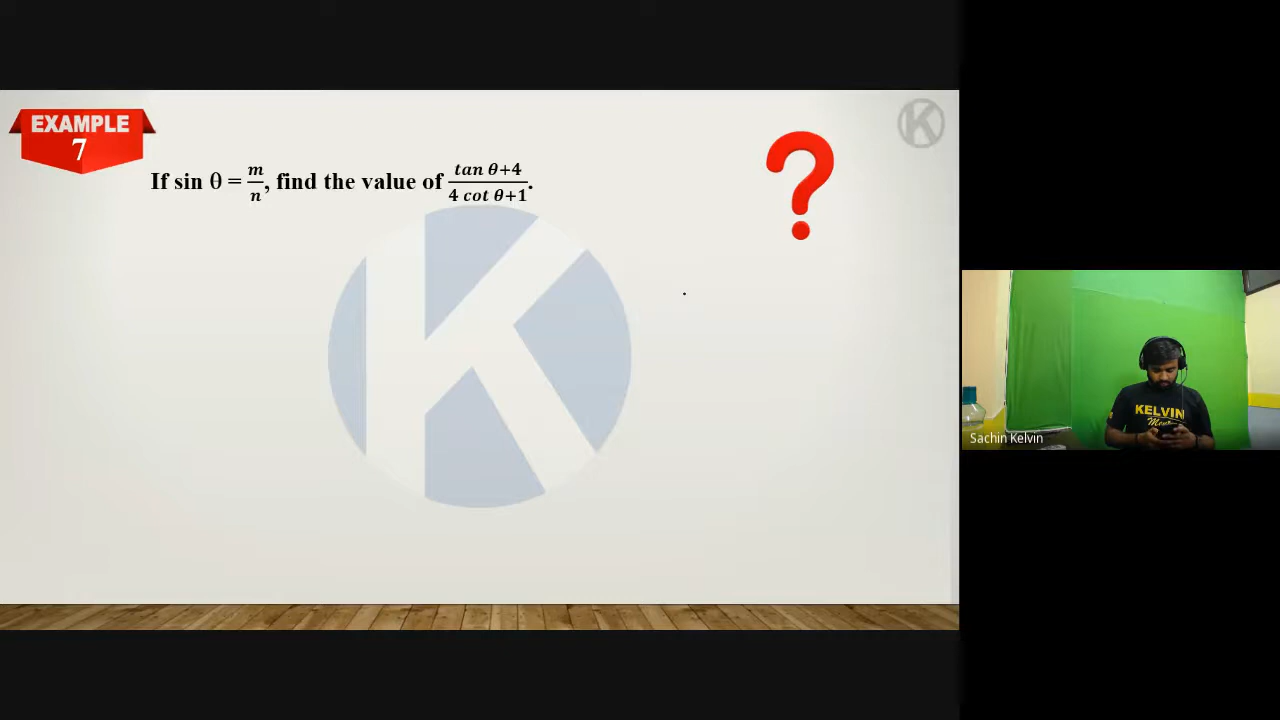 EXAMPLE
7
If sin θ = m/n, find the value of tan θ+4/4 cot θ+1.
K
KELVIN
Sachin Kelvin